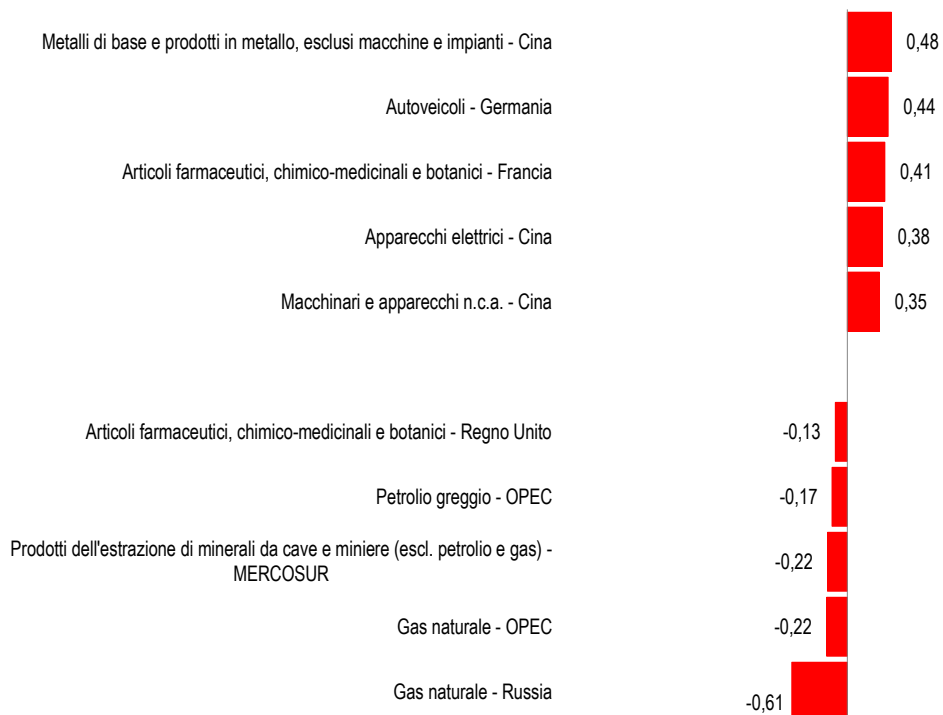 Metalli di base e prodotti in metallo, esclusi macchine e impianti - Cina 0,48
Autoveicoli - Germania 0,44
Articoli farmaceutici, chimico-medicinali e botanici - Francia 0,41
Apparecchi elettrici - Cina 0,38
Macchinari e apparecchi n.c.a. - Cina 0,35
Articoli farmaceutici, chimico-medicinali e botanici - Regno Unito -0,13
Petrolio greggio - OPEC -0,17
Prodotti dell'estrazione di minerali da cave e miniere (escl. petrolio e gas) -
MERCOSUR -0,22
Gas naturale - OPEC -0,22
Gas naturale - Russia -0,61